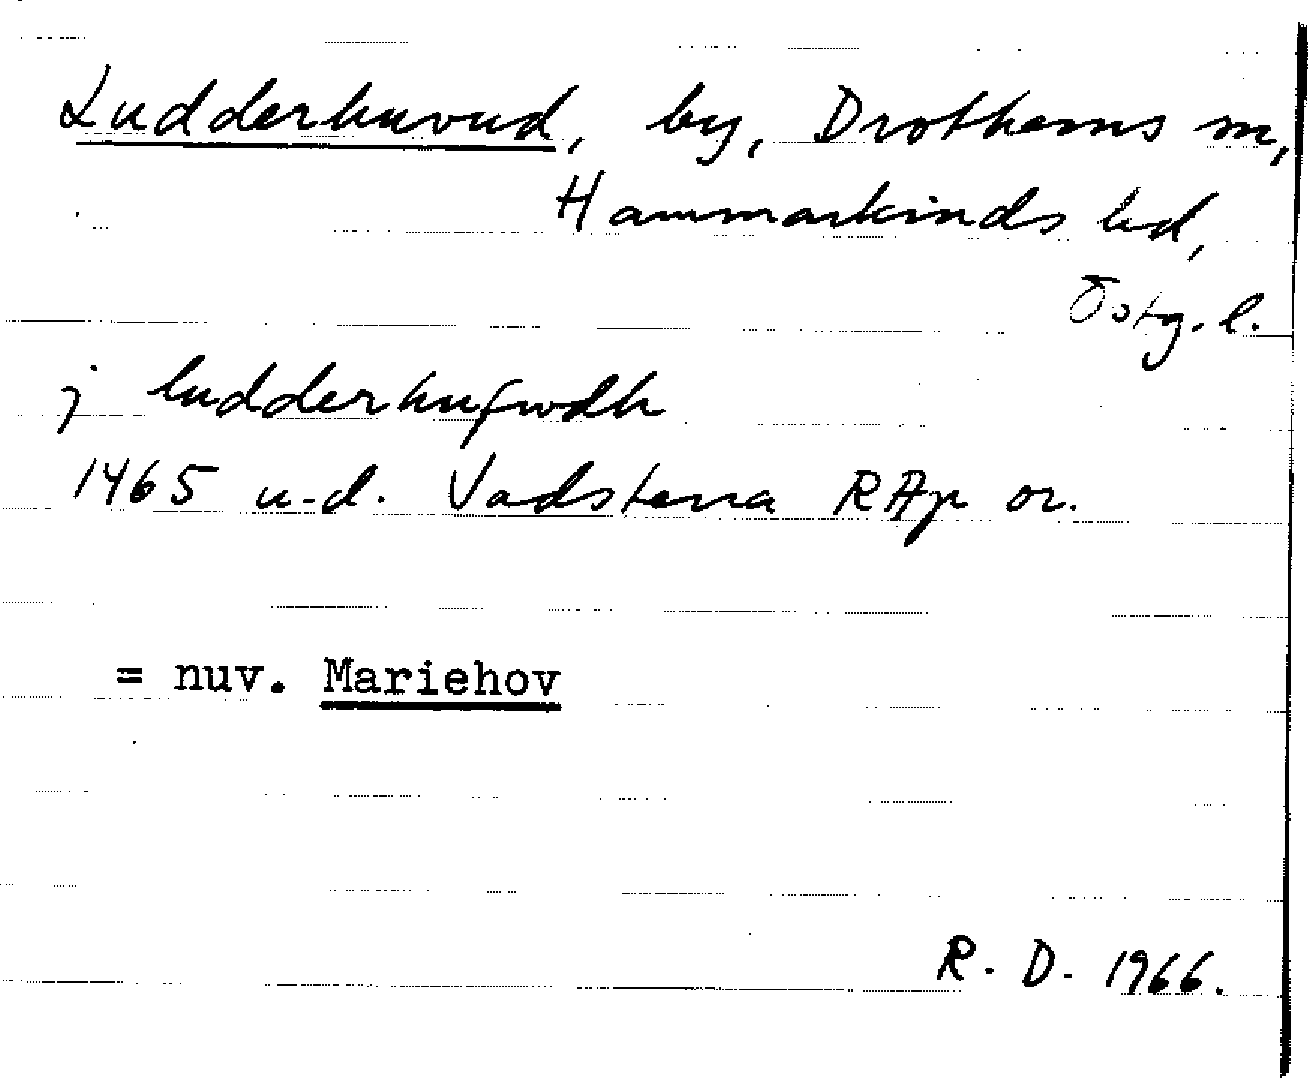 Ludderhuvud, by, Drothems sn,
Hammarkinds hd,
Östg. l.
j ludderhufwdh
1465 u.d. Vadstena RAp or.
= nuv. Mariehov
R. D. 1966.